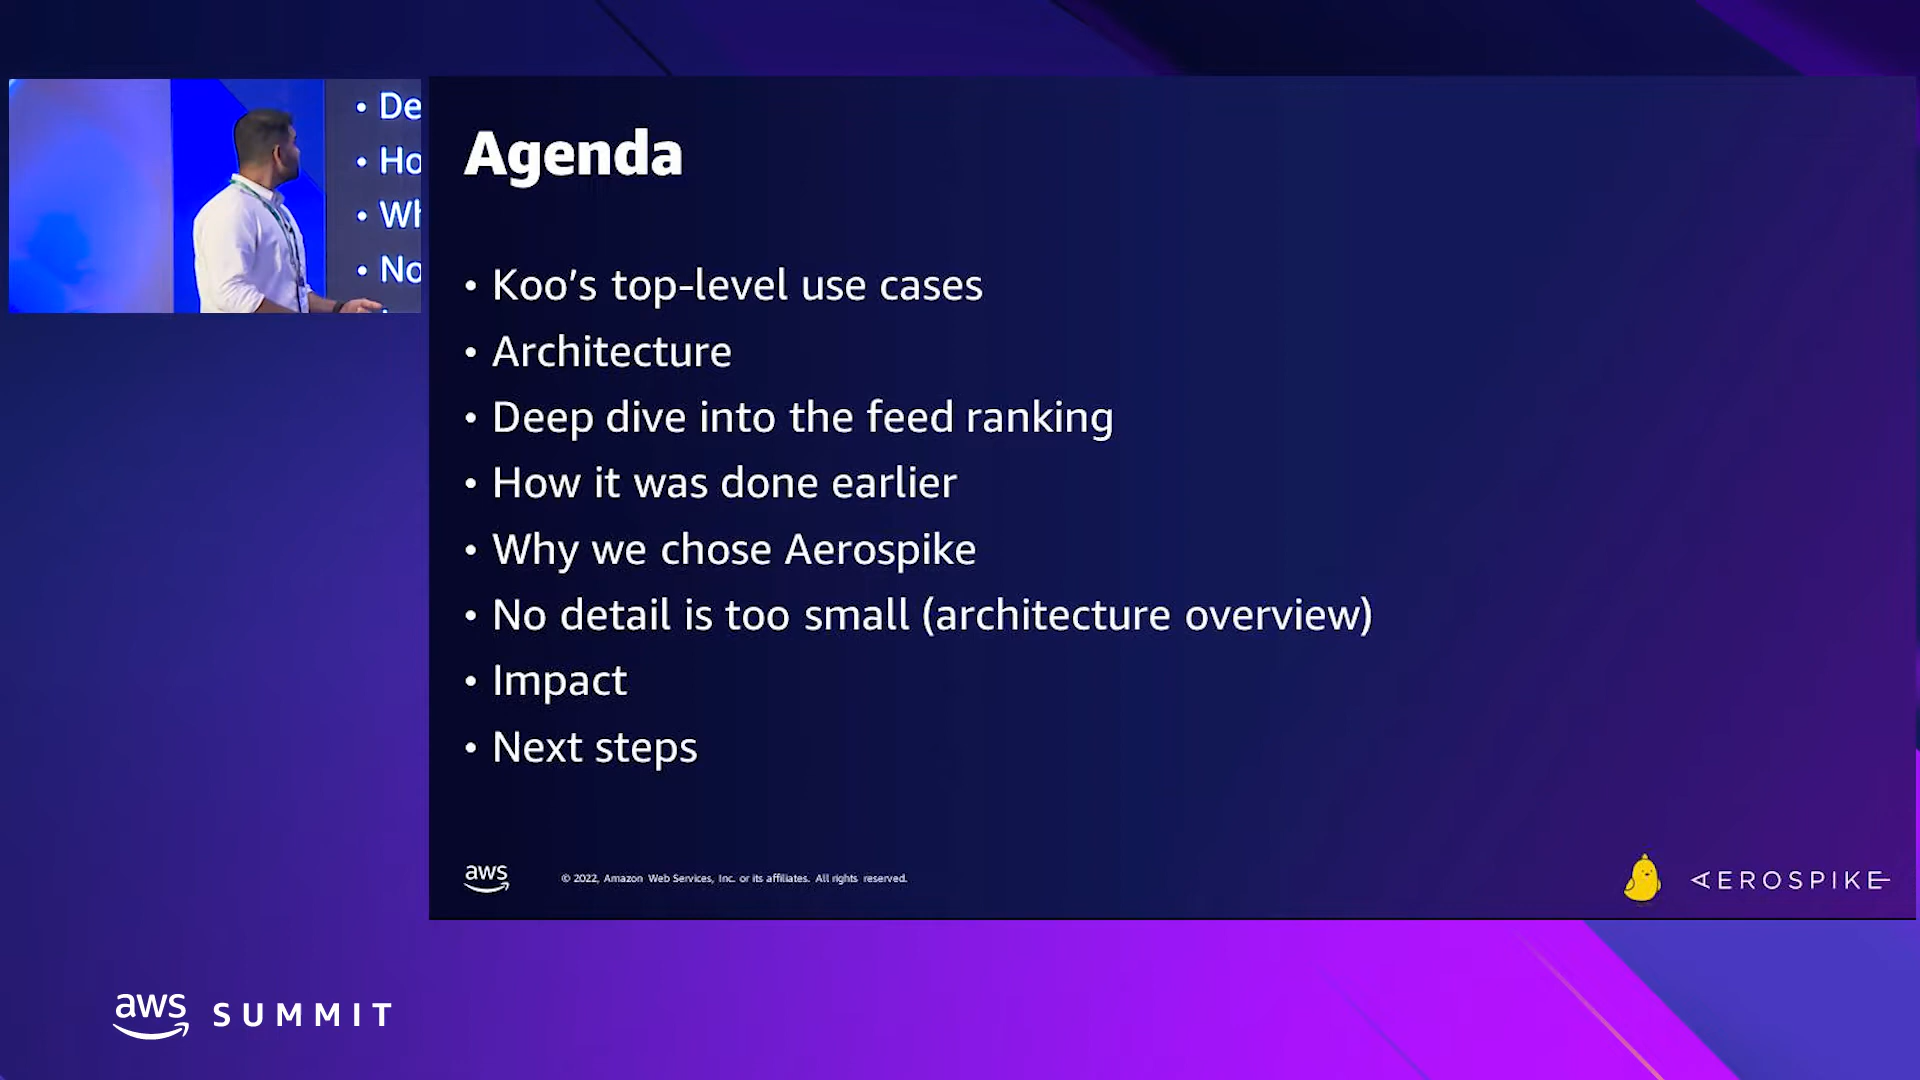 • De
• Ho
• Wh
• No
Agenda
• Koo’s top-level use cases
• Architecture
• Deep dive into the feed ranking
• How it was done earlier
• Why we chose Aerospike
• No detail is too small (architecture overview)
• Impact
• Next steps
aws
© 2022, Amazon Web Services, Inc. or its affiliates. All rights reserved.
AEROSPIKE
aws SUMMIT